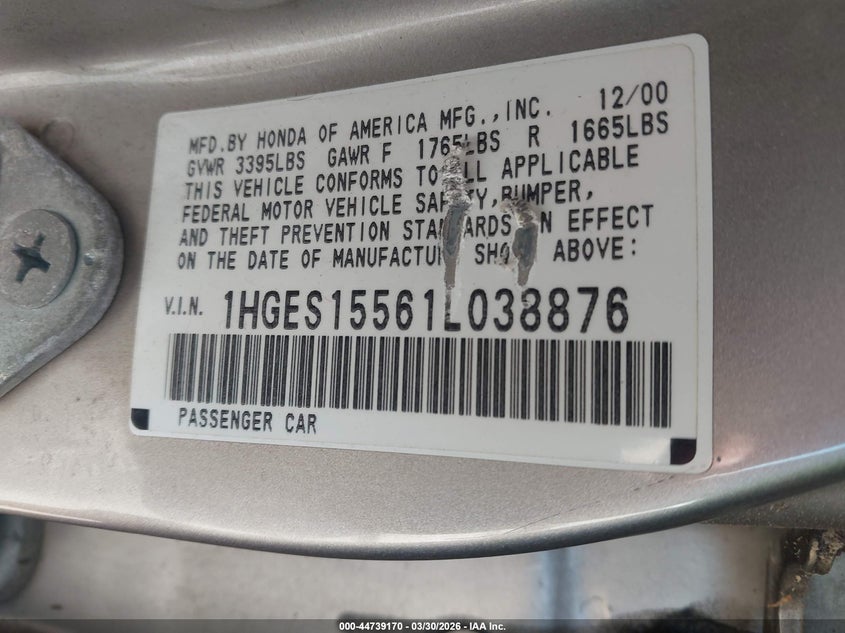 MFD.BY HONDA OF AMERICA MFG.,INC. 12/00
GVWR 3395LBS GAWR F 1765LBS R 1665LBS
THIS VEHICLE CONFORMS TO ALL APPLICABLE
FEDERAL MOTOR VEHICLE SAFETY,BUMPER,
AND THEFT PREVENTION STANDARDS IN EFFECT
ON THE DATE OF MANUFACTURE SHOWN ABOVE:
V.I.N. 1HGES15561L038876
PASSENGER CAR
000-44739170 — 03/30/2026 — IAA Inc.